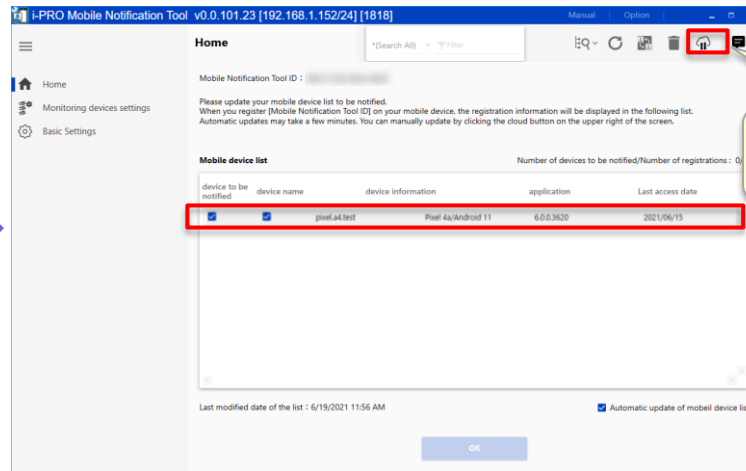 i-PRO Mobile Notification Tool v0.0.101.23 [192.168.1.152/24] [1818]
Manual | Option |
Home
*(Search All) Filter
Mobile Notification Tool ID :
Home
Monitoring devices settings
Basic Settings
Please update your mobile device list to be notified.
When you register [Mobile Notification Tool ID] on your mobile device, the registration information will be displayed in the following list.
Automatic updates may take a few minutes. You can manually update by clicking the cloud button on the upper right of the screen.
Mobile device list
Number of devices to be notified/Number of registrations : 0/
device to be
notified
device name
device information
application
Last access date
pixel.a4.test
Pixel 4a/Android 11
6.0.0.3620
2021/06/15
Last modified date of the list : 6/19/2021 11:56 AM
Automatic update of mobeil device lis
OK